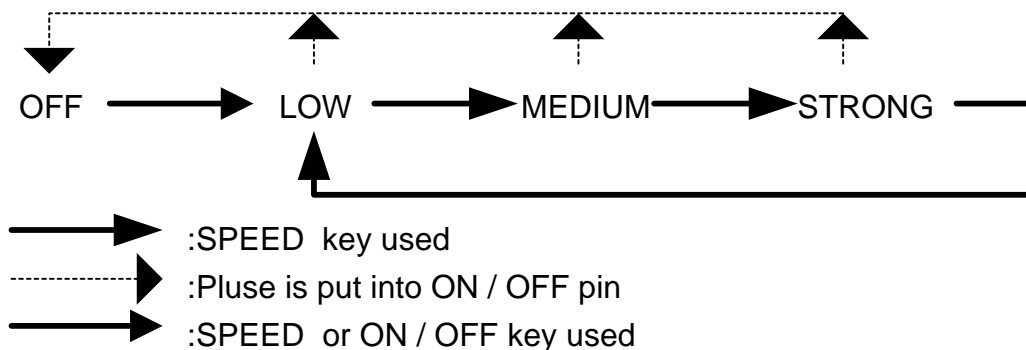 OFF LOW MEDIUM STRONG
:SPEED key used
:Pluse is put into ON / OFF pin
:SPEED or ON / OFF key used